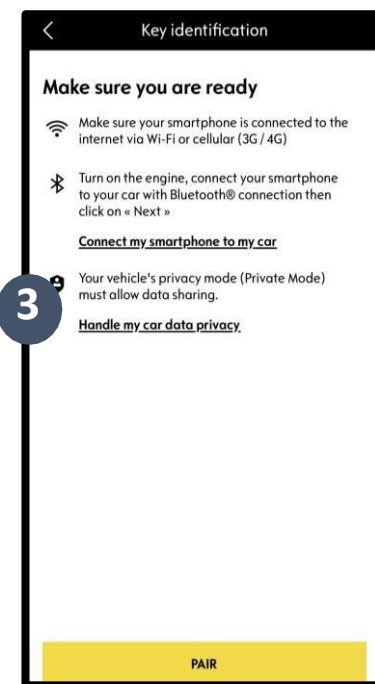 Key identification
Make sure you are ready
Make sure your smartphone is connected to the
internet via Wi-Fi or cellular (3G / 4G)
Turn on the engine, connect your smartphone
to your car with Bluetooth® connection then
click on « Next »
Connect my smartphone to my car
Your vehicle's privacy mode (Private Mode)
must allow data sharing.
3
Handle my car data privacy
PAIR